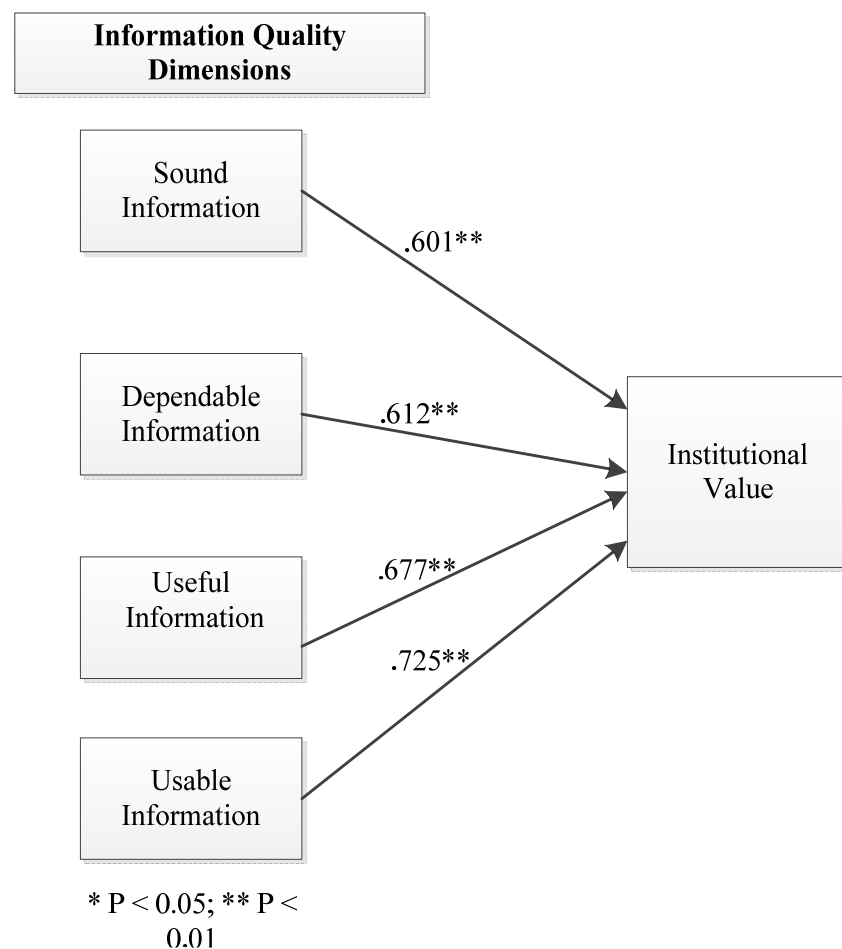 Information Quality
Dimensions
Sound
Information
.601**
Dependable
Information
.612**
Institutional
Value
Useful
Information
.677**
.725**
Usable
Information
* P < 0.05; ** P <
0.01